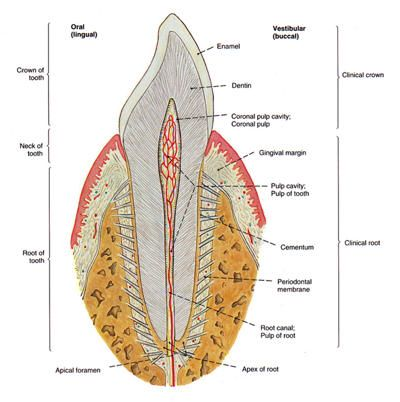 Oral
(lingual)
Vestibular
(buccal)
Enamel
Crown of
tooth
Clinical crown
Dentin
Coronal pulp cavity;
Coronal pulp
Neck of
tooth
Gingival margin
Pulp cavity;
Pulp of tooth
Root of
tooth
Cementum
Clinical root
Periodontal
membrane
Root canal;
Pulp of root
Apical foramen
Apex of root